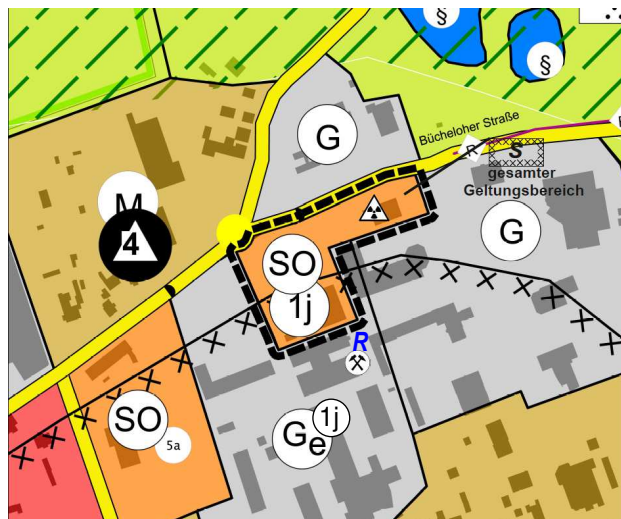 §
§
G
Bücheloher Straße
R
S
gesamter
Geltungsbereich
M
4
G
SO
1j
R
SO
5a
1j
Ge